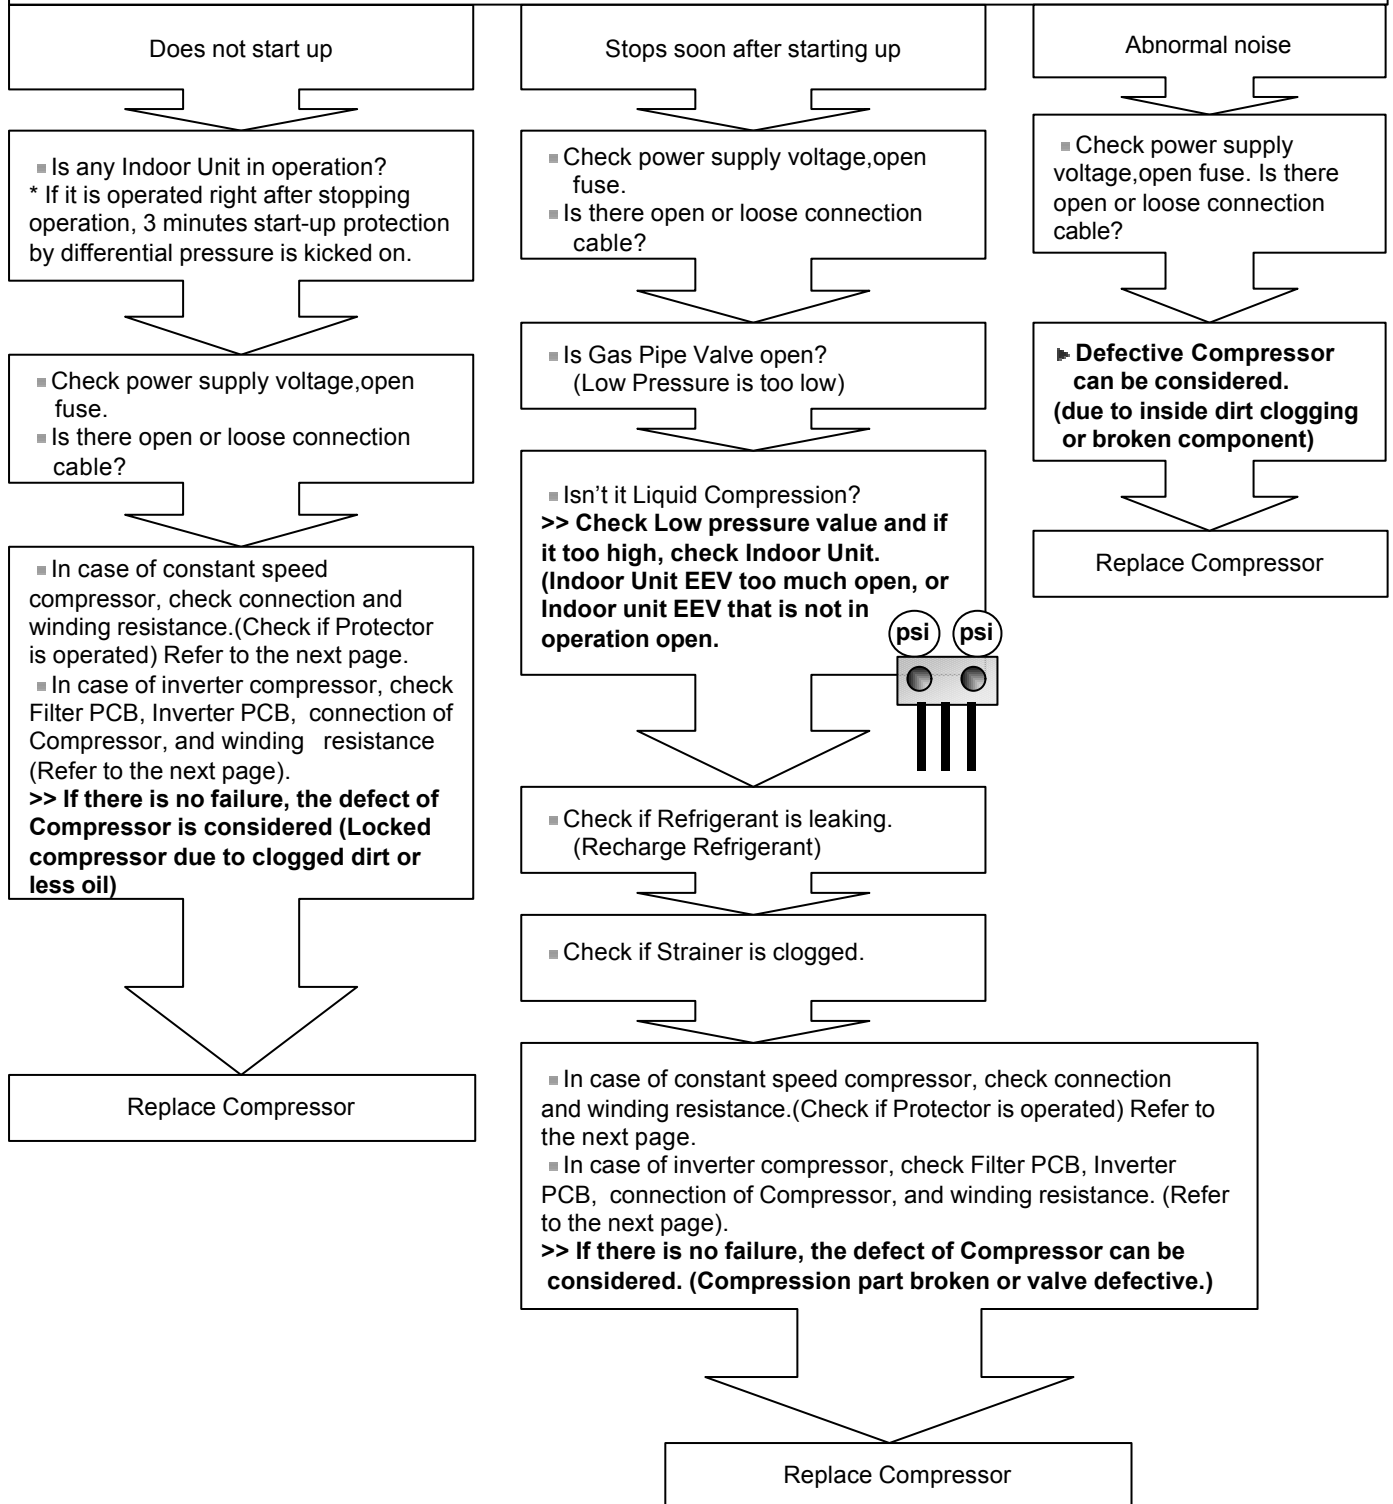 Does not start up
■ Is any Indoor Unit in operation?
* If it is operated right after stopping
operation, 3 minutes start-up protection
by differential pressure is kicked on.
■ Check power supply voltage,open
fuse.
■ Is there open or loose connection
cable?
■ In case of constant speed
compressor, check connection and
winding resistance.(Check if Protector
is operated) Refer to the next page.
■ In case of inverter compressor, check
Filter PCB, Inverter PCB, connection of
Compressor, and winding resistance
(Refer to the next page).
>> If there is no failure, the defect of
Compressor is considered (Locked
compressor due to clogged dirt or
less oil)
Replace Compressor
Stops soon after starting up
■ Check power supply voltage,open
fuse.
■ Is there open or loose connection
cable?
■ Is Gas Pipe Valve open?
(Low Pressure is too low)
■ Isn’t it Liquid Compression?
>> Check Low pressure value and if
it too high, check Indoor Unit.
(Indoor Unit EEV too much open, or
Indoor unit EEV that is not in
operation open.
psi psi
■ Check if Refrigerant is leaking.
(Recharge Refrigerant)
■ Check if Strainer is clogged.
■ In case of constant speed compressor, check connection
and winding resistance.(Check if Protector is operated) Refer to
the next page.
■ In case of inverter compressor, check Filter PCB, Inverter
PCB, connection of Compressor, and winding resistance. (Refer
to the next page).
>> If there is no failure, the defect of Compressor can be
considered. (Compression part broken or valve defective.)
Replace Compressor
Abnormal noise
■ Check power supply
voltage,open fuse. Is there
open or loose connection
cable?
▶ Defective Compressor
can be considered.
(due to inside dirt clogging
or broken component)
Replace Compressor